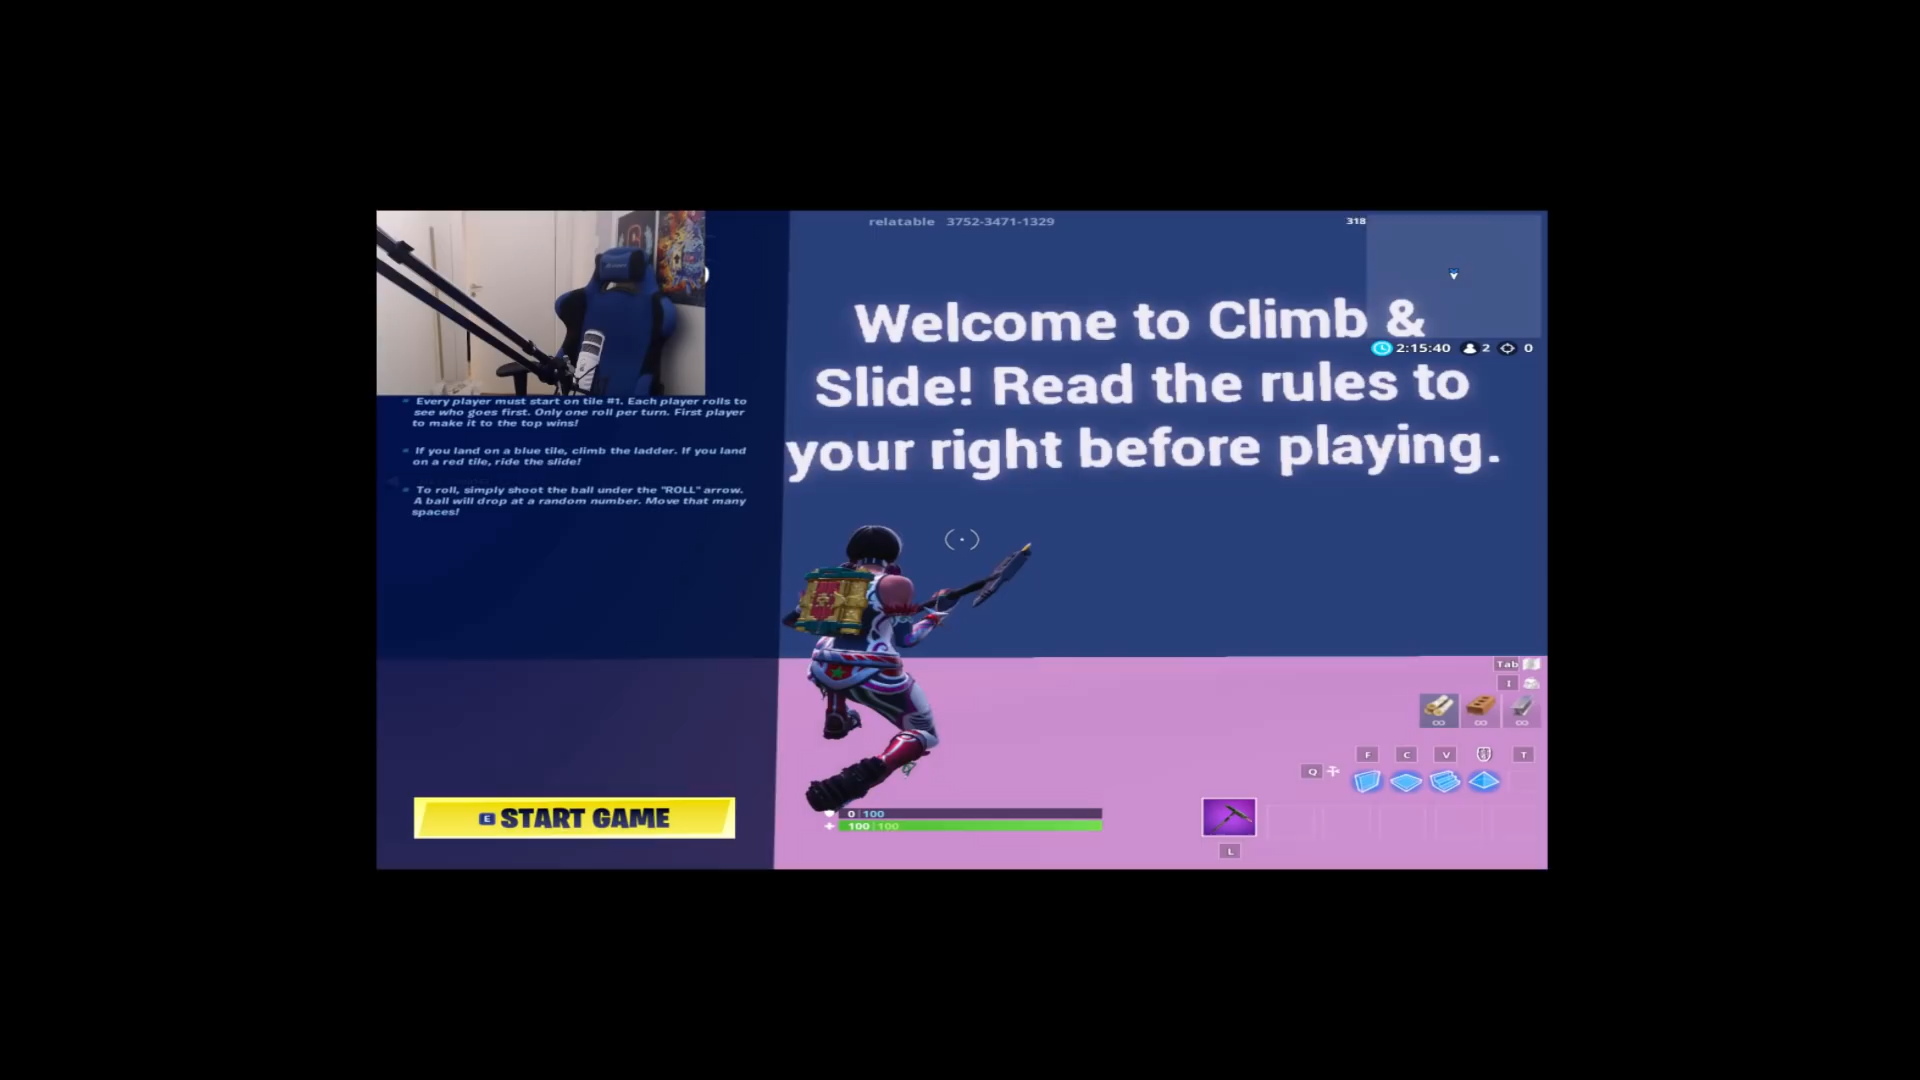 relatable 3752-3471-1329
318
Welcome to Climb &
Slide! Read the rules to
your right before playing.
2:15:40 2 0
Every player must start on tile #1. Each player rolls to
see who goes first. Only one roll per turn. First player
to make it to the top wins!
If you land on a blue tile, climb the ladder. If you land
on a red tile, ride the slide!
To roll, simply shoot the ball under the "ROLL" arrow.
A ball will drop at a random number. Move that many
spaces!
Tab
I
∞ ∞ ∞
F C V T
Q
E START GAME
0 | 100
100 | 100
L